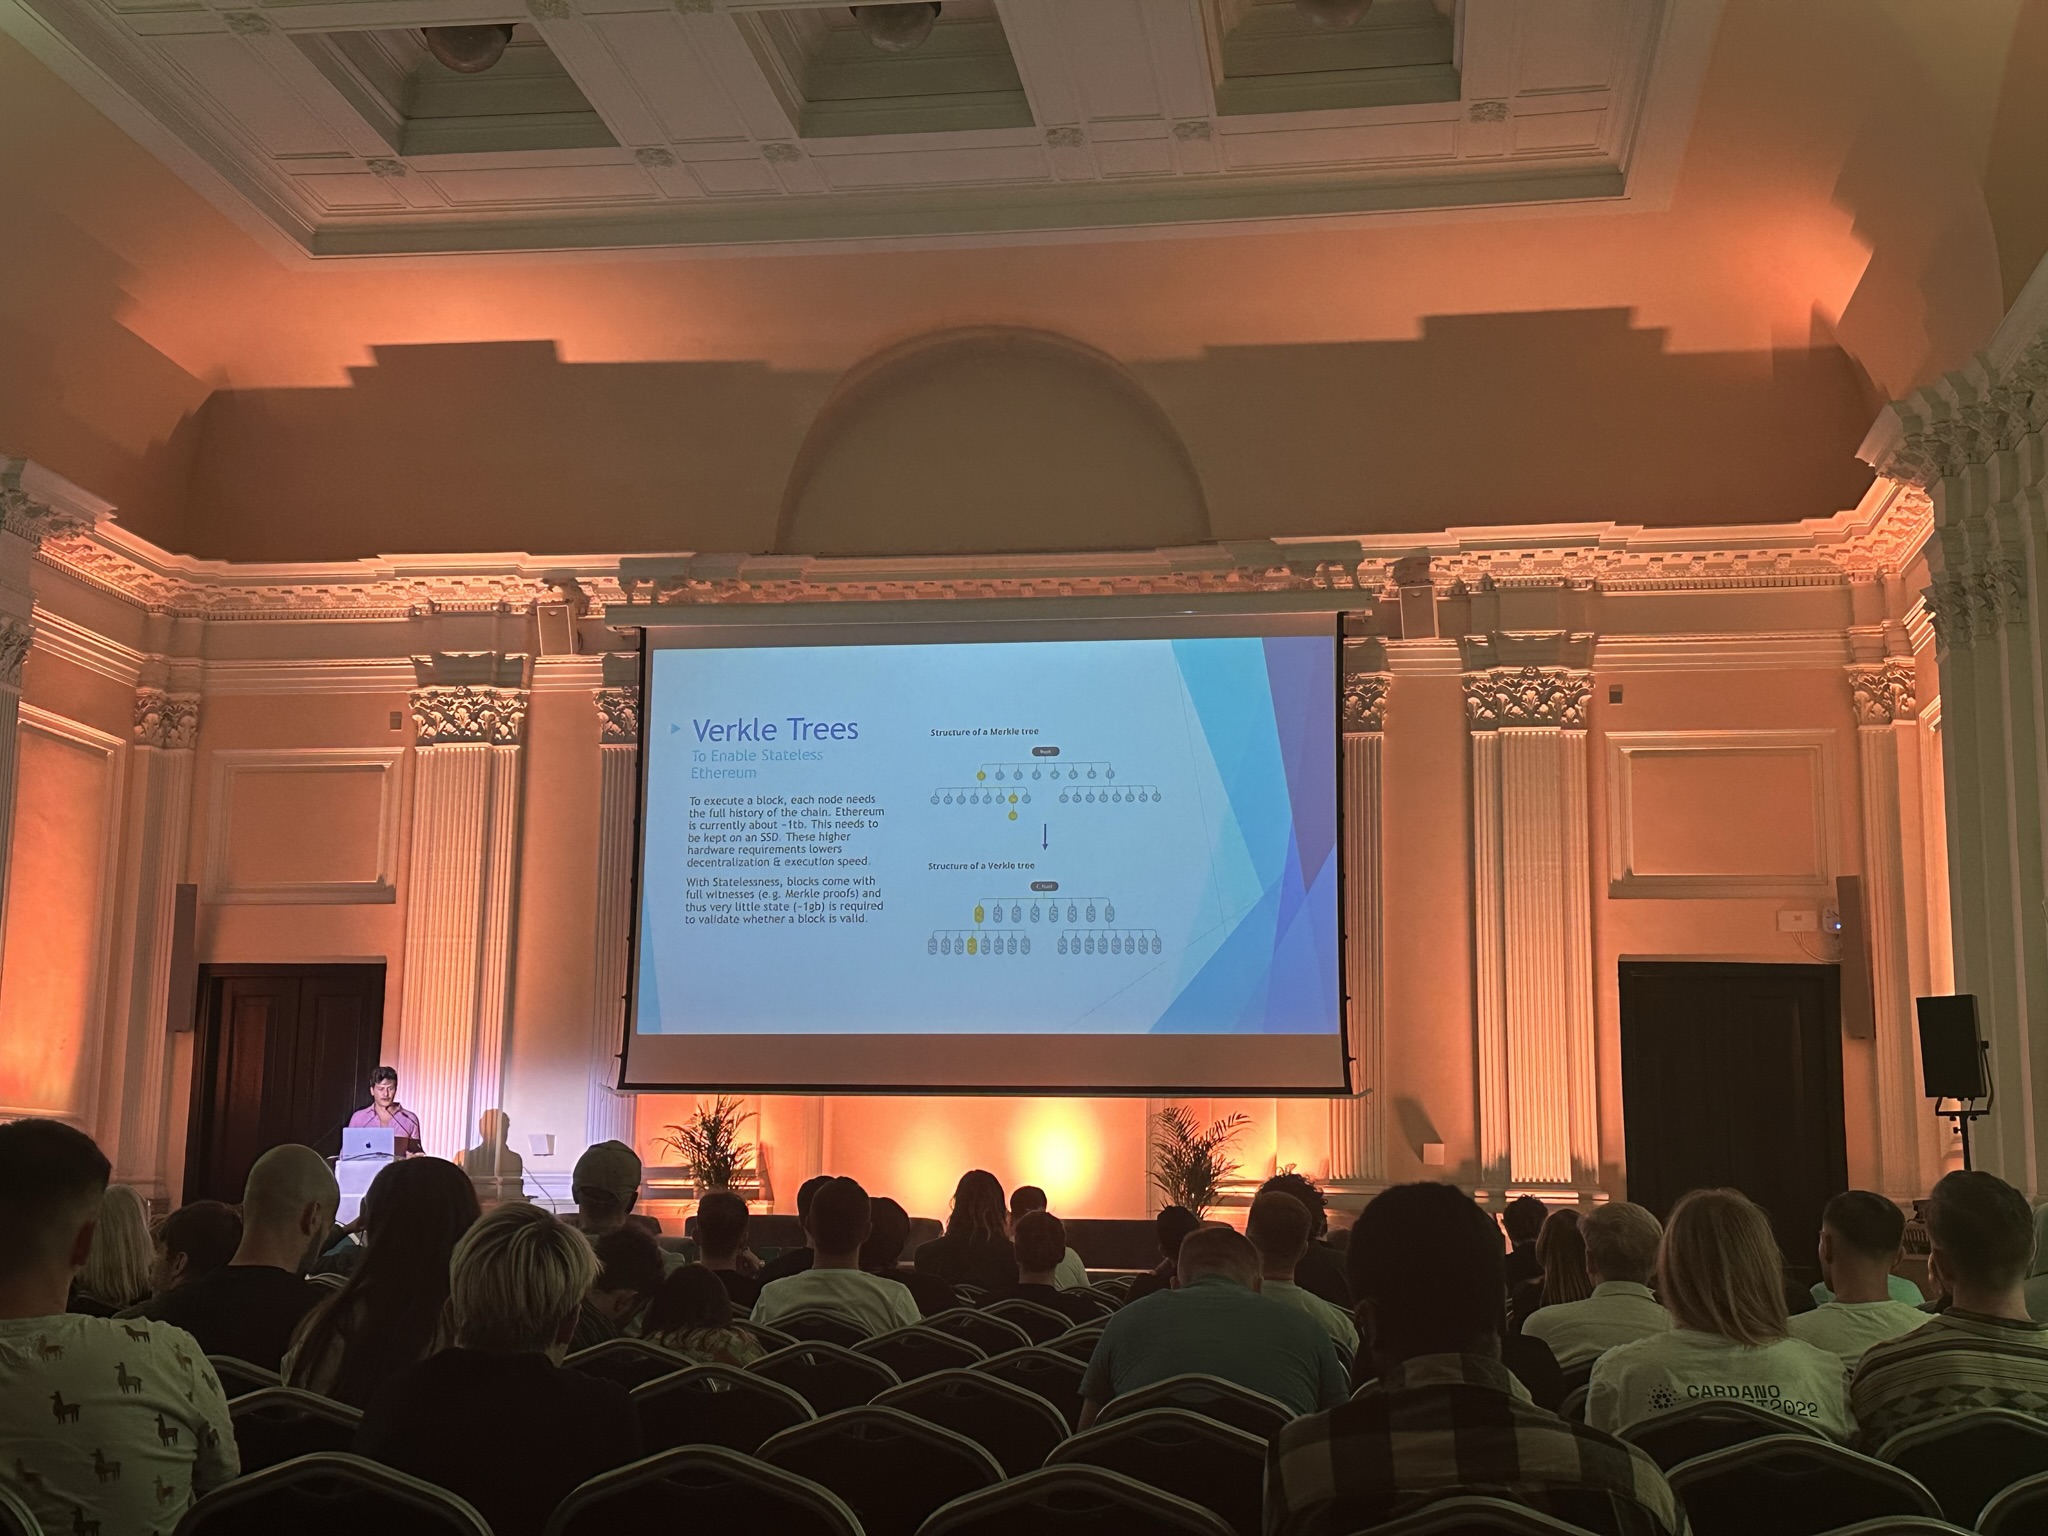 Verkle Trees
To Enable Stateless
Ethereum
To execute a block, each node needs
the full history of the chain. Ethereum
is currently about ~1tb. This needs to
be kept on an SSD. These higher
hardware requirements lowers
decentralization & execution speed.
With Statelessness, blocks come with
full witnesses (e.g. Merkle proofs) and
thus very little state (~1gb) is required
to validate whether a block is valid.
Structure of a Merkle tree
Root
Structure of a Verkle tree
C. Root
CARDANO
2022